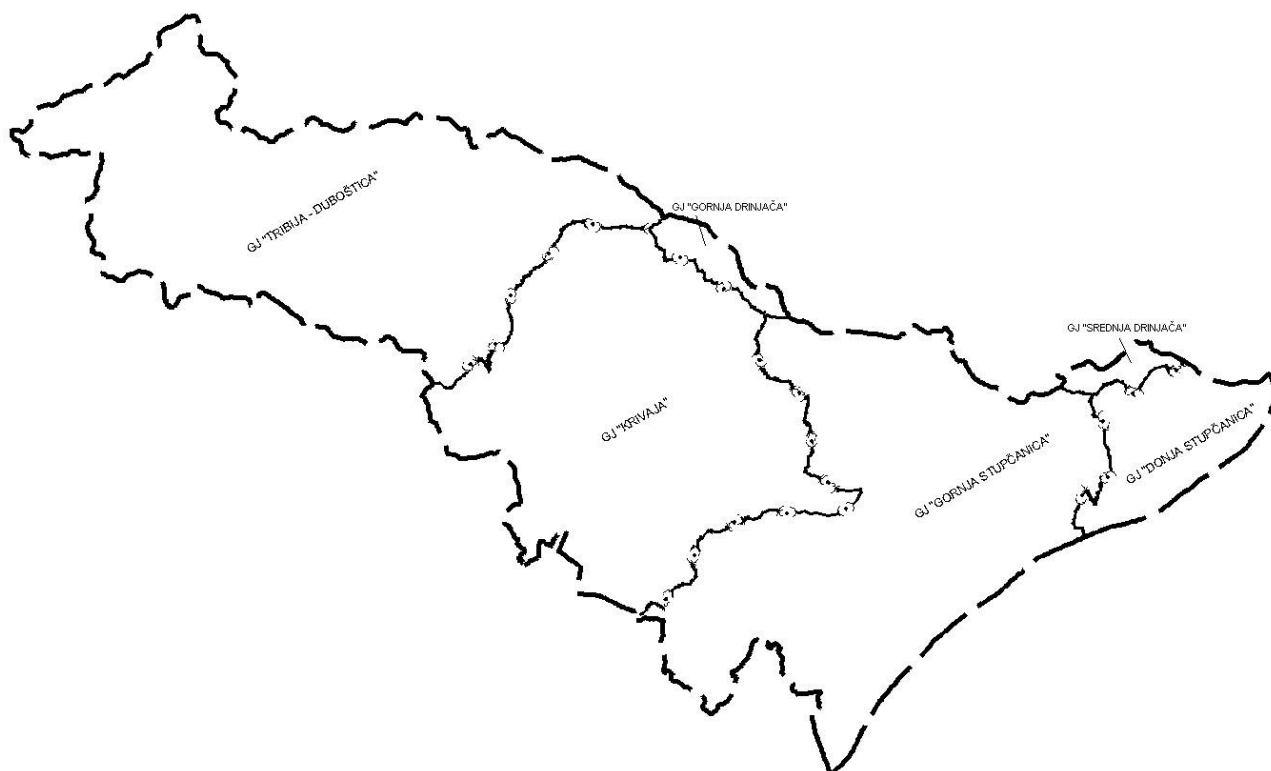 GJ "TRIBIJA - DUBOŠTICA"
GJ "GORNJA DRINJAČA"
GJ "SREDNJA DRINJAČA"
GJ "KRIVAJA"
GJ "GORNJA STUPČANICA"
GJ "DONJA STUPČANICA"